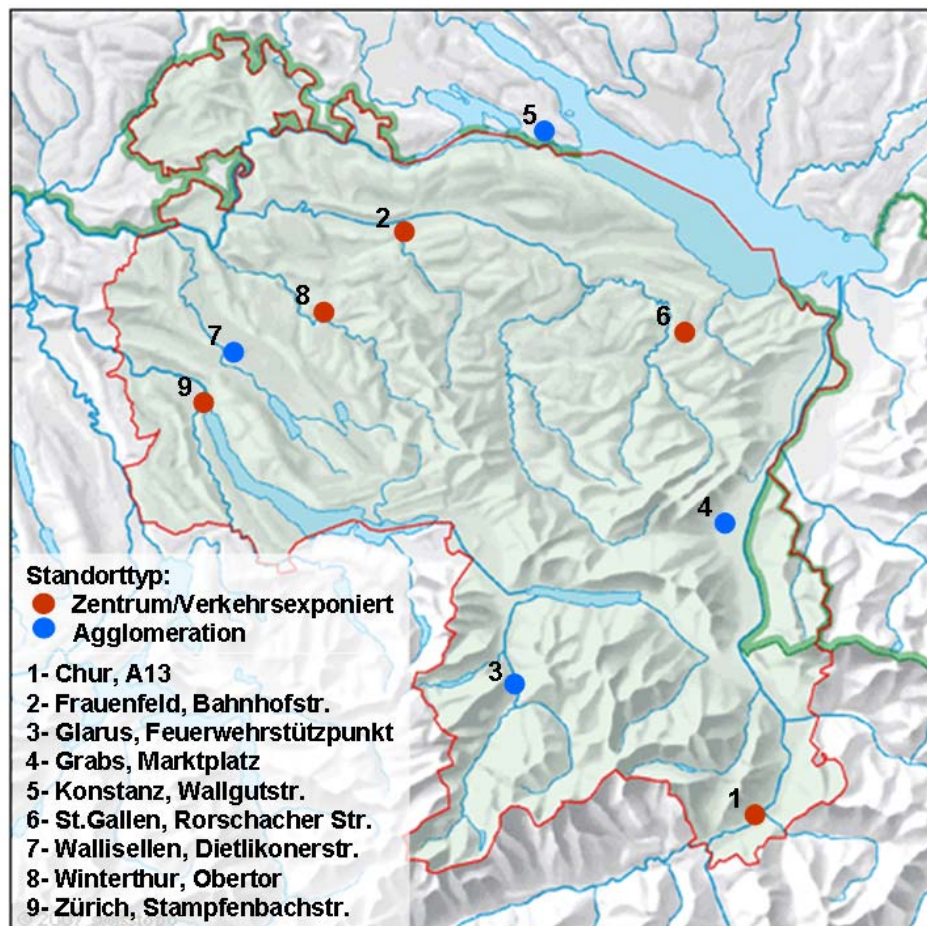 5
2
8
6
7
9
4
3
1
Standorttyp:
Zentrum/Verkehrsexponiert
Agglomeration
1- Chur, A13
2- Frauenfeld, Bahnhofstr.
3- Glarus, Feuerwehrstützpunkt
4- Grabs, Marktplatz
5- Konstanz, Wallgutstr.
6- St.Gallen, Rorschacher Str.
7- Wallisellen, Dietlikonerstr.
8- Winterthur, Obertor
9- Zürich, Stampfenbachstr.